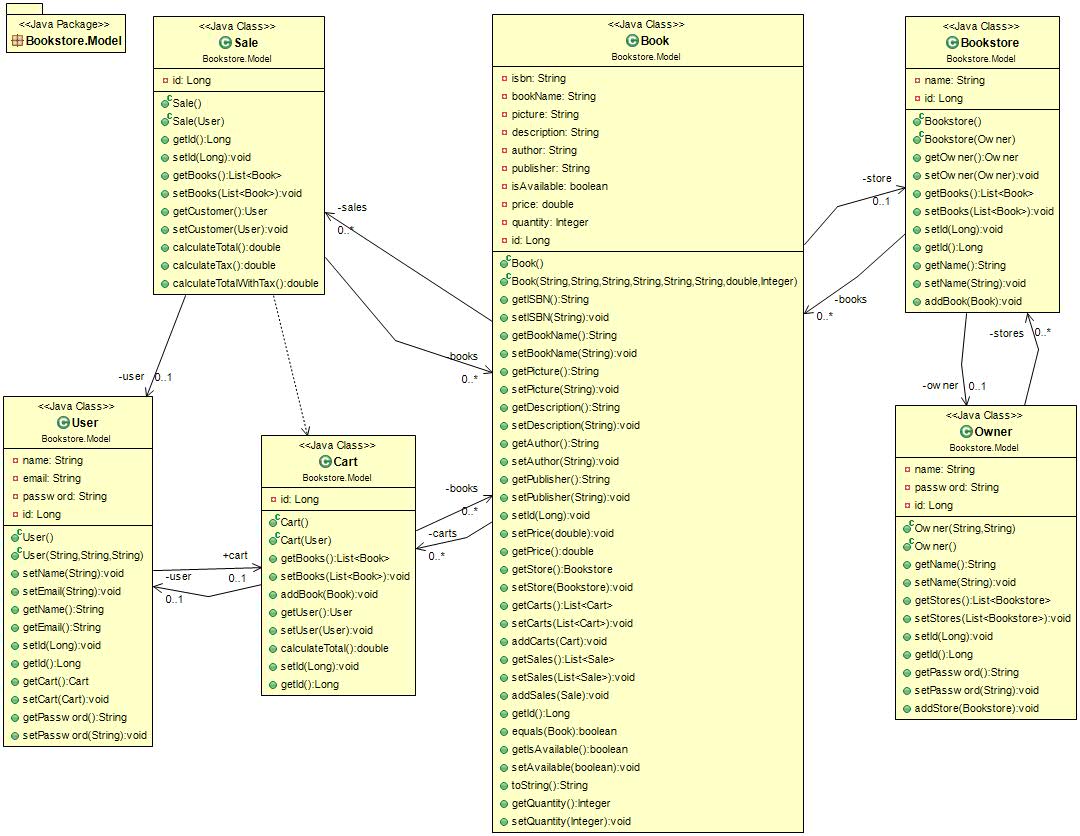 <<Java Package>>
Bookstore.Model
<<Java Class>>
Sale
Bookstore.Model
id: Long
Sale()
Sale(User)
getId():Long
setId(Long):void
getBooks():List<Book>
setBooks(List<Book>):void
getCustomer():User
setCustomer(User):void
calculateTotal():double
calculateTax():double
calculateTotalWithTax():double
<<Java Class>>
Book
Bookstore.Model
isbn: String
bookName: String
picture: String
description: String
author: String
publisher: String
isAvailable: boolean
price: double
quantity: Integer
id: Long
Book()
Book(String,String,String,String,String,String,double,Integer)
getISBN():String
setISBN(String):void
getBookName():String
setBookName(String):void
getPicture():String
setPicture(String):void
getDescription():String
setDescription(String):void
getAuthor():String
setAuthor(String):void
getPublisher():String
setPublisher(String):void
setId(Long):void
setPrice(double):void
getPrice():double
getStore():Bookstore
setStore(Bookstore):void
getCarts():List<Cart>
setCarts(List<Cart>):void
addCarts(Cart):void
getSales():List<Sale>
setSales(List<Sale>):void
addSales(Sale):void
getId():Long
equals(Book):boolean
getIsAvailable():boolean
setAvailable(boolean):void
toString():String
getQuantity():Integer
setQuantity(Integer):void
<<Java Class>>
Bookstore
Bookstore.Model
name: String
id: Long
Bookstore()
Bookstore(Owner)
getOwner():Owner
setOwner(Owner):void
getBooks():List<Book>
setBooks(List<Book>):void
setId(Long):void
getId():Long
getName():String
setName(String):void
addBook(Book):void
-sales
0..*
-books
0..*
-store
0..1
-books
0..*
-stores
0..*
-owner
0..1
-user
0..1
<<Java Class>>
User
Bookstore.Model
name: String
email: String
password: String
id: Long
User()
User(String,String,String)
setName(String):void
setEmail(String):void
getName():String
getEmail():String
setId(Long):void
getId():Long
getCart():Cart
setCart(Cart):void
getPassword():String
setPassword(String):void
+cart
0..1
-user
0..1
<<Java Class>>
Cart
Bookstore.Model
id: Long
Cart()
Cart(User)
getBooks():List<Book>
setBooks(List<Book>):void
addBook(Book):void
getUser():User
setUser(User):void
calculateTotal():double
setId(Long):void
getId():Long
-books
0..*
-carts
0..*
<<Java Class>>
Owner
Bookstore.Model
name: String
password: String
id: Long
Owner(String,String)
Owner()
getName():String
setName(String):void
getStores():List<Bookstore>
setStores(List<Bookstore>):void
setId(Long):void
getId():Long
getPassword():String
setPassword(String):void
addStore(Bookstore):void